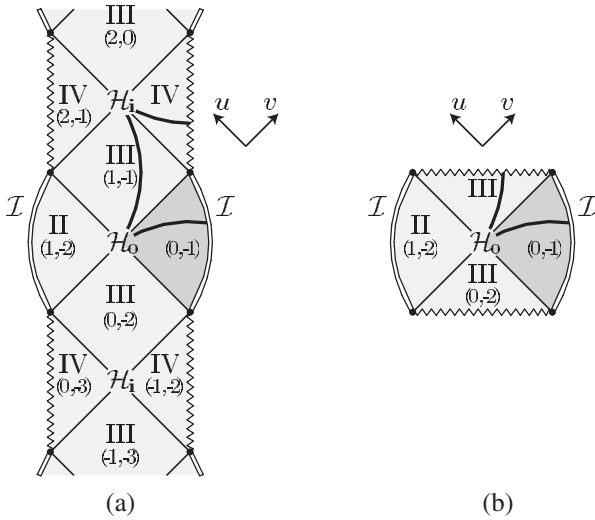 III
(2,0)
IV
ℋi
IV
(2,-1)
u
v
III
(1,-1)
ℐ
ℐ
II
(1,-2)
ℋo
(0,-1)
III
(0,-2)
IV
IV
(0,-3)
ℋi
(-1,-2)
III
(-1,-3)
(a)
u
v
III
ℐ
ℐ
II
(1,-2)
ℋo
(0,-1)
III
(0,-2)
(b)